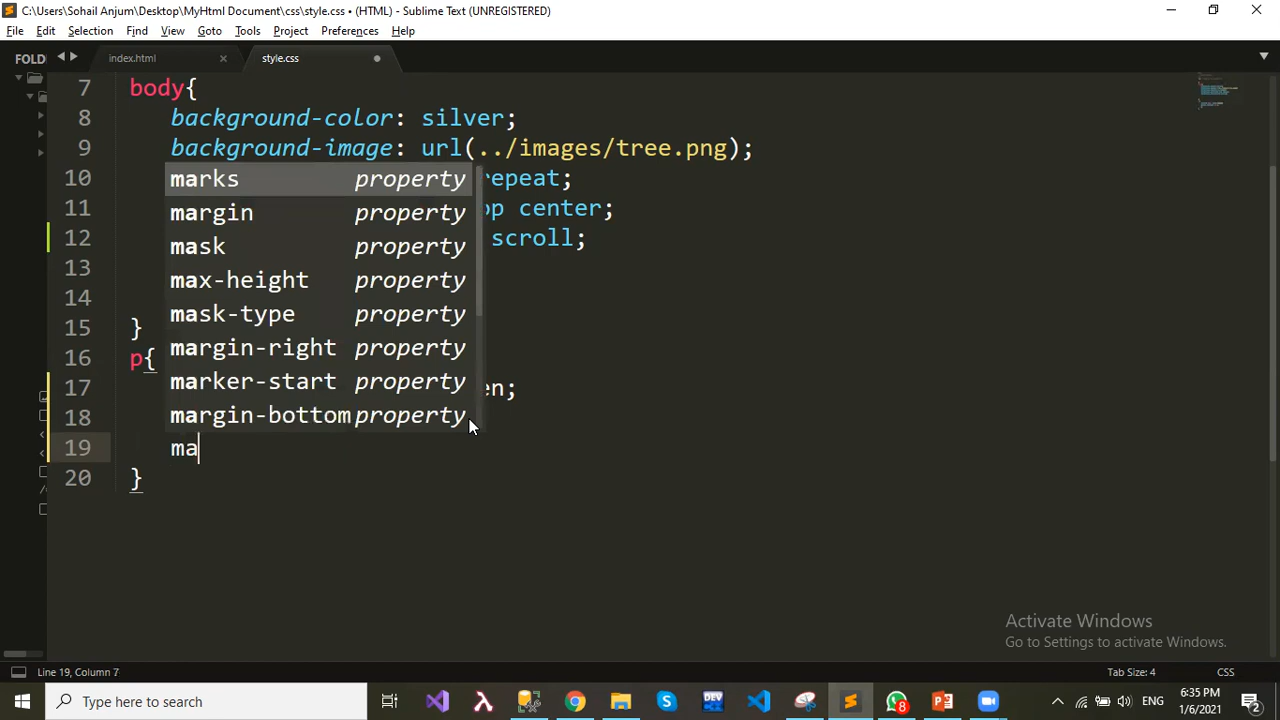 C:\Users\Sohail Anjum\Desktop\MyHtml Document\css\style.css • (HTML) - Sublime Text (UNREGISTERED)
File Edit Selection Find View Goto Tools Project Preferences Help
FOLD
index.html
style.css
7 body{
8 background-color: silver;
9 background-image: url(../images/tree.png);
10 repeat;
11 op center;
12 scroll;
13
14
15 }
16 p{
17 en;
18
19 ma
20 }
marks property
margin property
mask property
max-height property
mask-type property
margin-right property
marker-start property
margin-bottom property
Activate Windows
Go to Settings to activate Windows.
Line 19, Column 7
Tab Size: 4
CSS
Type here to search
DEV
8
ENG
6:35 PM
1/6/2021
2